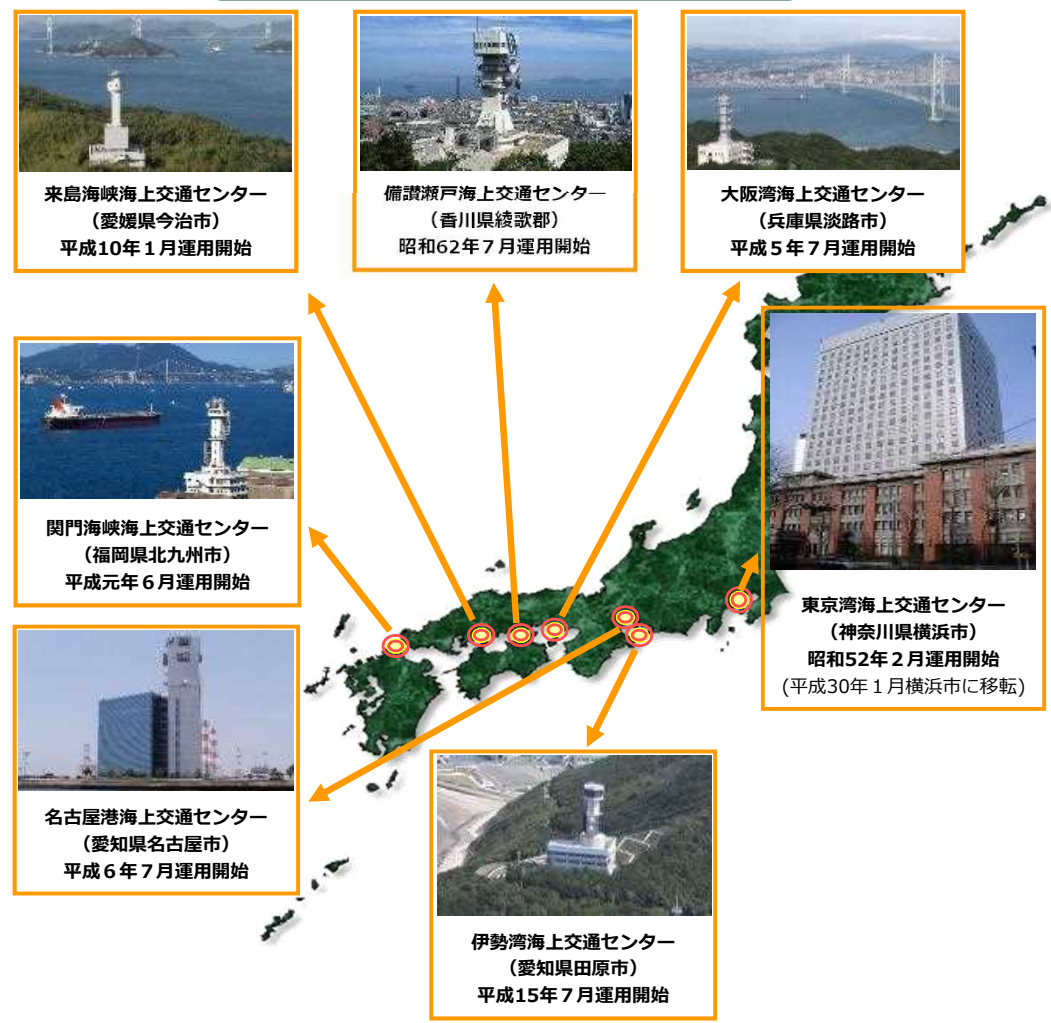 来島海峡海上交通センター
（愛媛県今治市）
平成10年１月運用開始
備讃瀬戸海上交通センター
（香川県綾歌郡）
昭和62年７月運用開始
大阪湾海上交通センター
（兵庫県淡路市）
平成５年７月運用開始
関門海峡海上交通センター
（福岡県北九州市）
平成元年６月運用開始
東京湾海上交通センター
（神奈川県横浜市）
昭和52年２月運用開始
(平成30年１月横浜市に移転)
名古屋港海上交通センター
（愛知県名古屋市）
平成６年７月運用開始
伊勢湾海上交通センター
（愛知県田原市）
平成15年７月運用開始